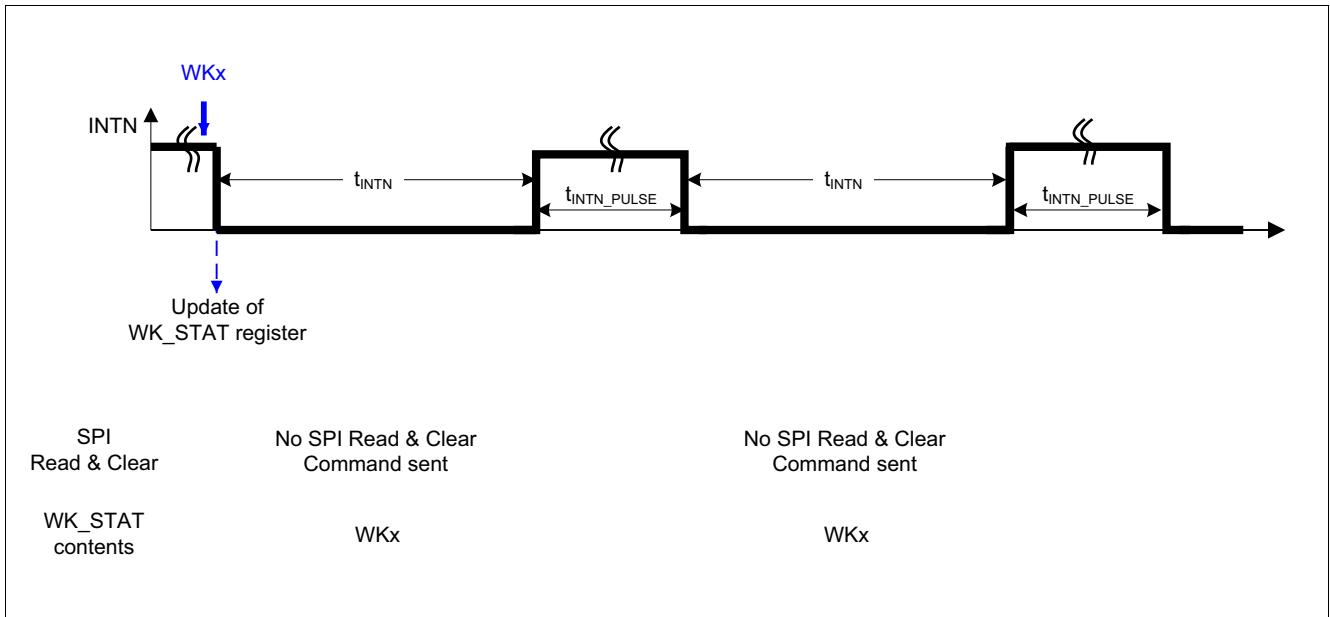 WKx
INTN
tINTN
tINTN
tINTN_PULSE
tINTN_PULSE
Update of
WK_STAT register
SPI
Read & Clear
No SPI Read & Clear
Command sent
No SPI Read & Clear
Command sent
WK_STAT
contents
WKx
WKx